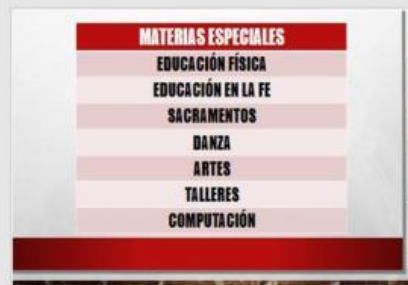 MATERIAS ESPECIALES
EDUCACIÓN FÍSICA
EDUCACIÓN EN LA FE
SACRAMENTOS
DANZA
ARTES
TALLERES
COMPUTACIÓN